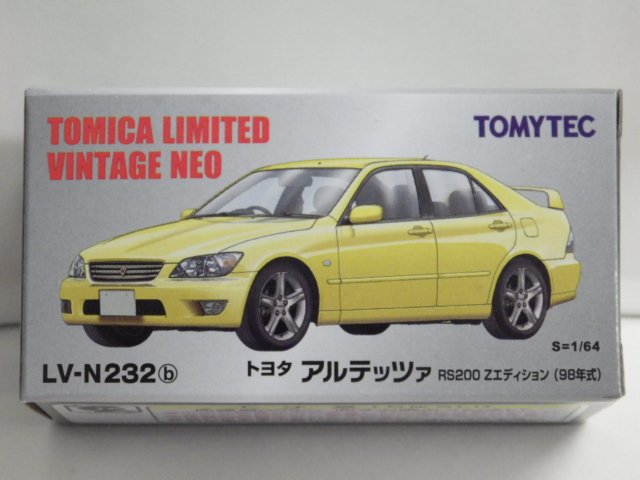 TOMICA LIMITED
VINTAGE NEO
TOMYTEC
S=1/64
LV-N232ⓑ
トヨタ アルテッツァ RS200 Zエディション (98年式)